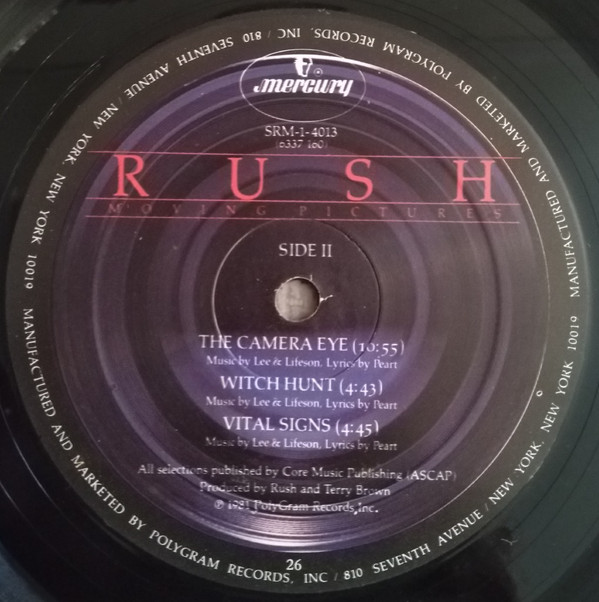 mercury
®
SRM-1-4013
(6337 160)
RUSH
MOVING PICTURES
SIDE II
THE CAMERA EYE (10:55)
Music by Lee & Lifeson, Lyrics by Peart
WITCH HUNT (4:43)
Music by Lee & Lifeson, Lyrics by Peart
VITAL SIGNS (4:45)
Music by Lee & Lifeson, Lyrics by Peart
All selections published by Core Music Publishing (ASCAP)
Produced by Rush and Terry Brown
℗ 1981 PolyGram Records, Inc.
26
MANUFACTURED AND MARKETED BY POLYGRAM RECORDS, INC / 810 SEVENTH AVENUE / NEW YORK, NEW YORK 10019
MANUFACTURED AND MARKETED BY POLYGRAM RECORDS, INC / 810 SEVENTH AVENUE / NEW YORK, NEW YORK 10019